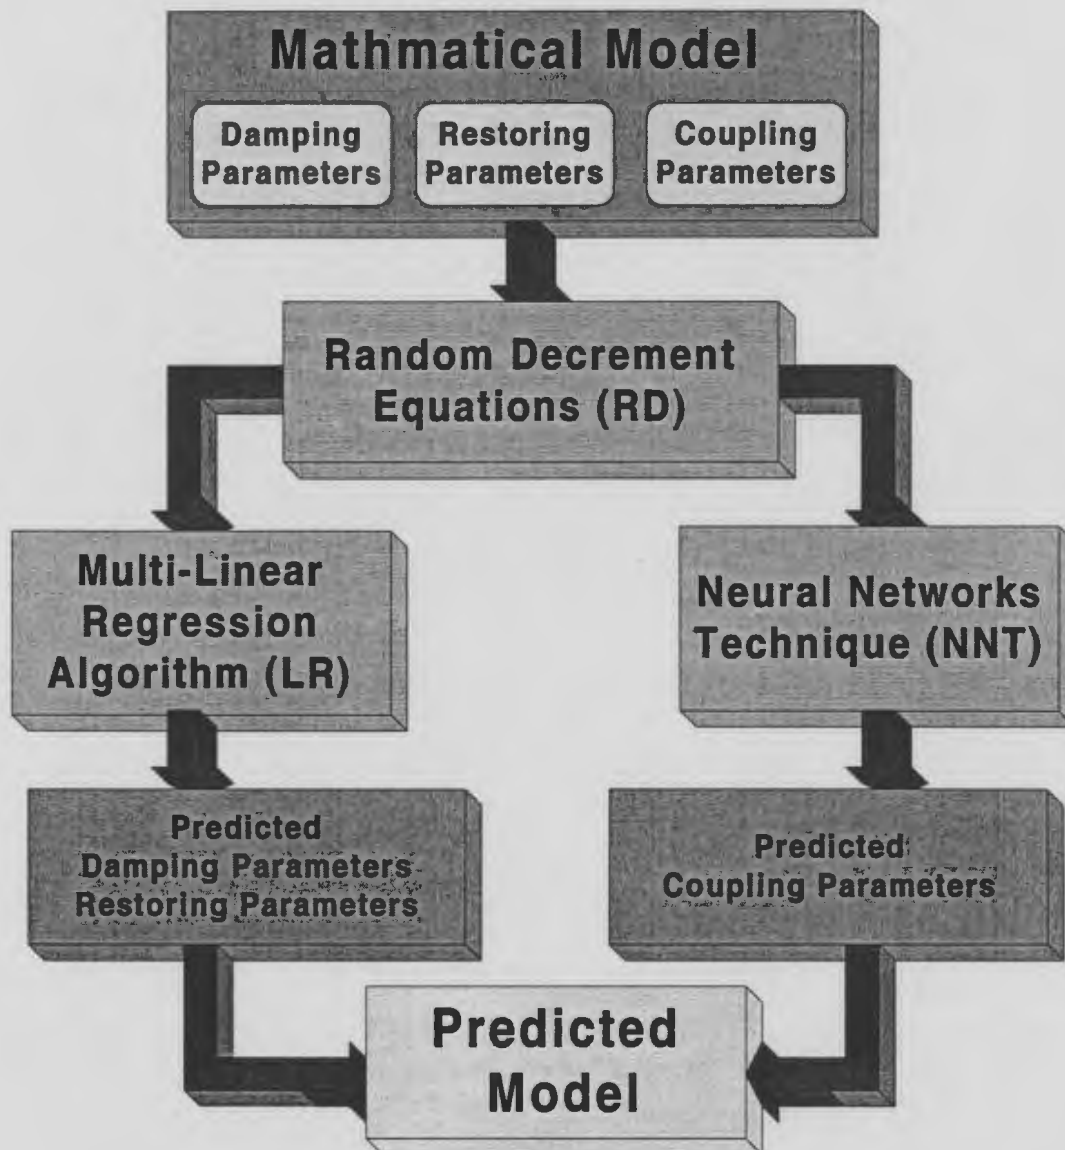 Mathmatical Model
Damping
Parameters
Restoring
Parameters
Coupling
Parameters
Random Decrement
Equations (RD)
Multi-Linear
Regression
Algorithm (LR)
Neural Networks
Technique (NNT)
Predicted
Damping Parameters
Restoring Parameters
Predicted
Coupling Parameters
Predicted
Model